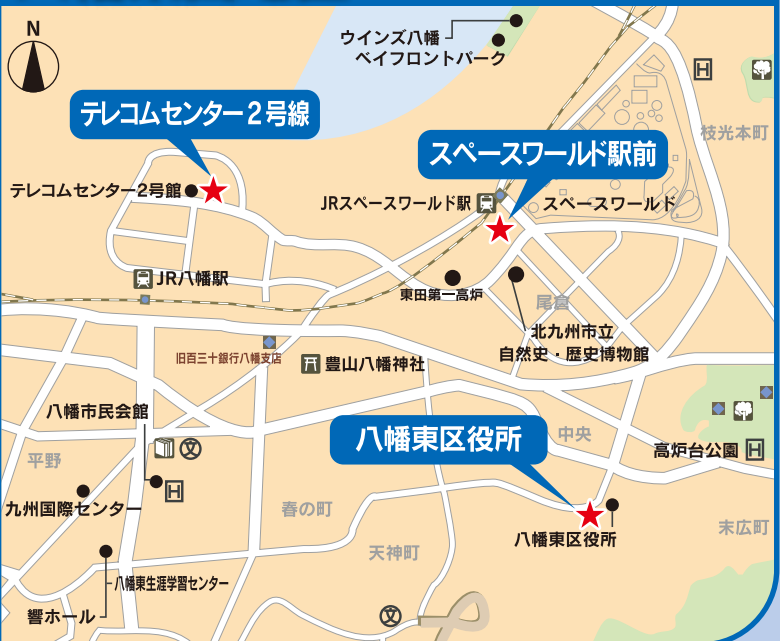 N
ウインズ八幡
ベイフロントパーク
H
枝光本町
テレコムセンター2号線
スペースワールド駅前
テレコムセンター2号館
JRスペースワールド駅
スペースワールド
JR八幡駅
東田第一高炉
尾倉
北九州市立
自然史・歴史博物館
旧百三十銀行八幡支店
豊山八幡神社
八幡市民会館
八幡東区役所
中央
文
高炉台公園
H
平野
H
九州国際センター
春の町
八幡東区役所
末広町
天神町
八幡東生涯学習センター
響ホール
文